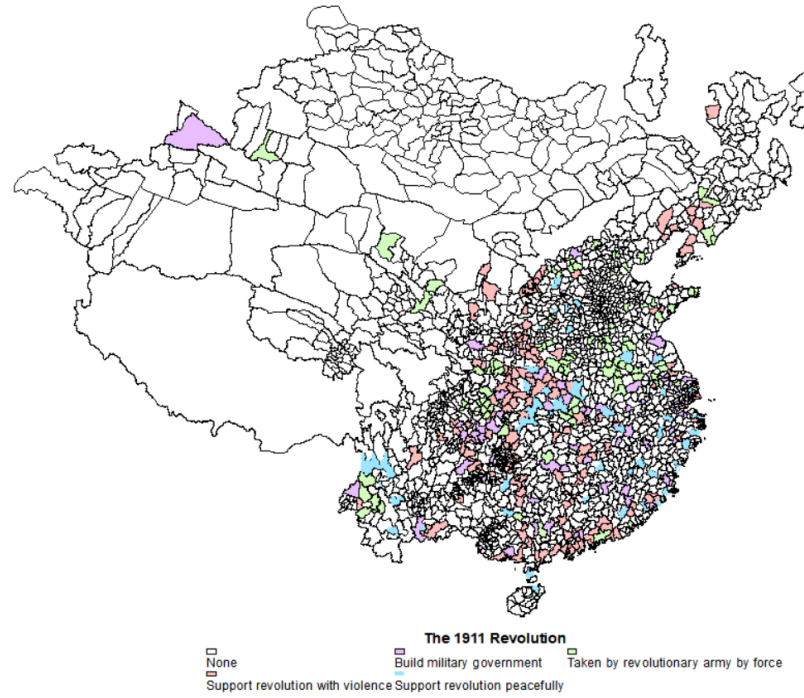 The 1911 Revolution
None
Build military government
Taken by revolutionary army by force
Support revolution with violence
Support revolution peacefully